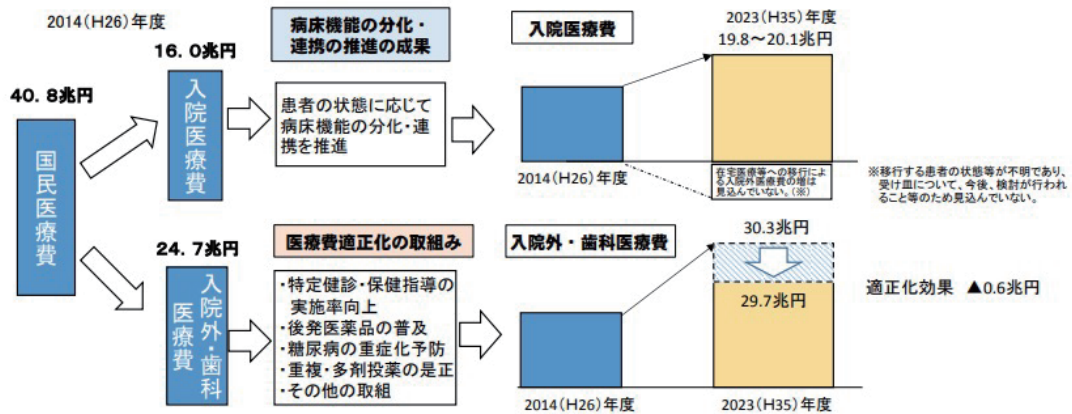 2014(H26)年度
40.8兆円
国民医療費
16.0兆円
入院医療費
病床機能の分化・
連携の推進の成果
患者の状態に応じて
病床機能の分化・連
携を推進
入院医療費
2014(H26)年度
2023(H35)年度
19.8～20.1兆円
在宅医療等への移行によ
る入院外医療費の増は
見込んでいない。(※)
※移行する患者の状態等が不明であり、
受け皿について、今後、検討が行われ
ること等のため見込んでいない。
24.7兆円
入院外・歯科
医療費
医療費適正化の取組み
・特定健診・保健指導の
実施率向上
・後発医薬品の普及
・糖尿病の重症化予防
・重複・多剤投薬の是正
・その他の取組
入院外・歯科医療費
2014(H26)年度
30.3兆円
29.7兆円
2023(H35)年度
適正化効果 ▲0.6兆円